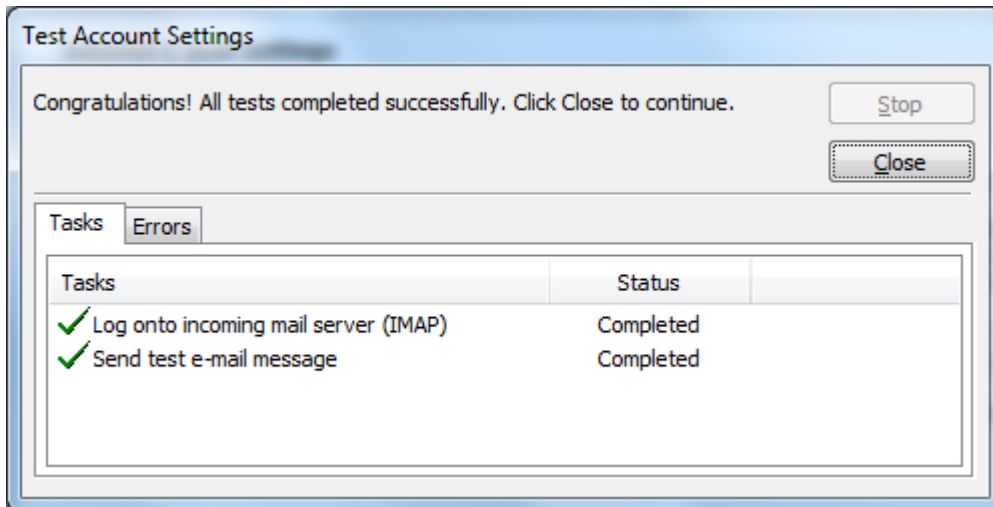 Test Account Settings
Congratulations! All tests completed successfully. Click Close to continue.
Stop
Close
Tasks Errors
Tasks Status
Log onto incoming mail server (IMAP) Completed
Send test e-mail message Completed